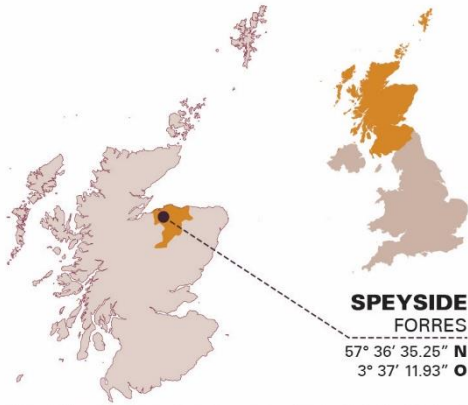 SPEYSIDE
FORRES
57° 36′ 35.25″ N
3° 37′ 11.93″ O